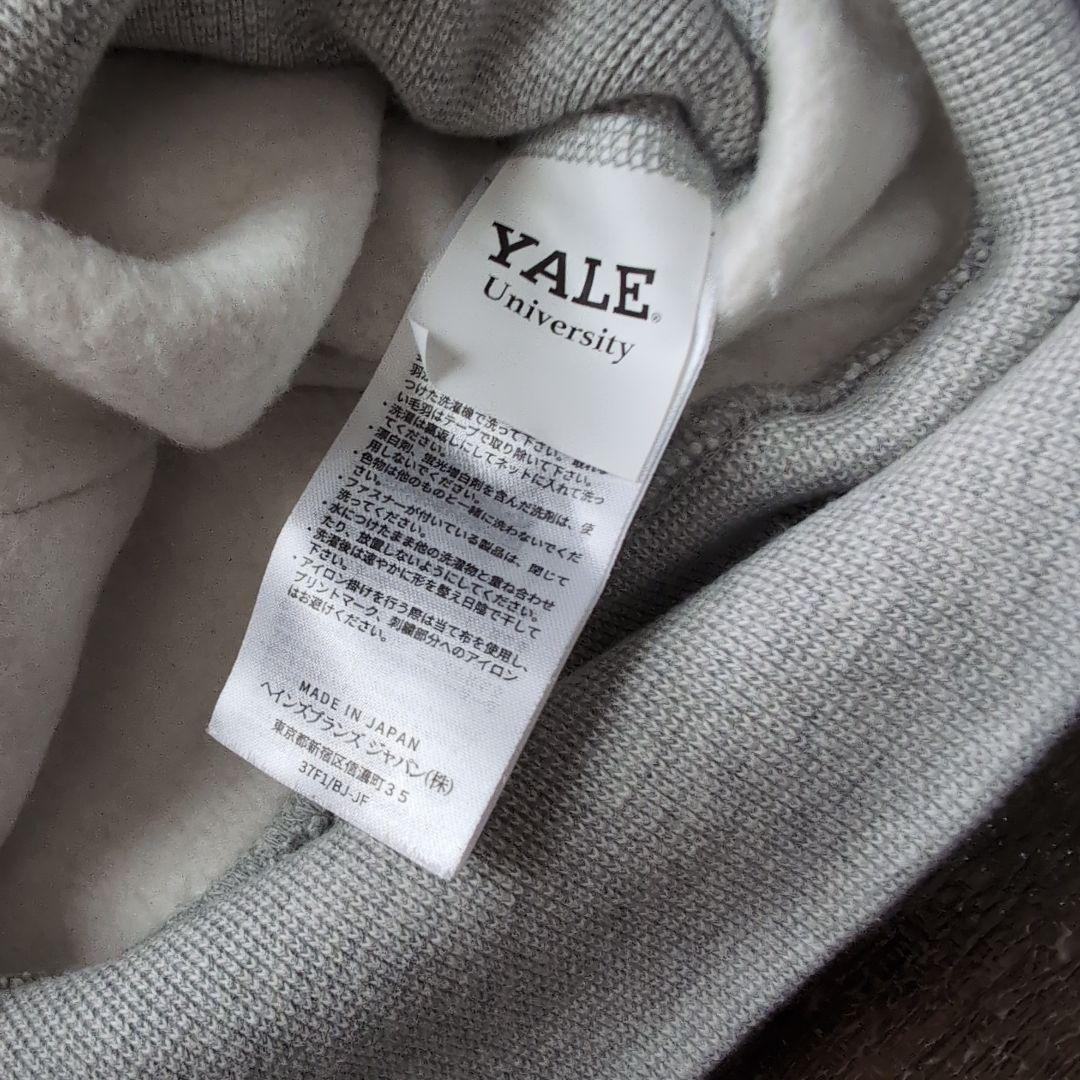 YALE®
University
羽が
つけた洗濯機で洗って下さい。取れな
い毛羽はテープで取り除いて下さい。
・洗濯は裏返しにしてネットに入れて洗っ
てください。
・漂白剤、蛍光増白剤を含んだ洗剤は、使
用しないでください。
・色物は他のものと一緒に洗わないでくだ
さい。
・ファスナーが付いている製品は、閉じて
洗ってください。
・水につけたまま他の洗濯物と重ね合わせ
たり、放置しないようにしてください。
・洗濯後は速やかに形を整え日陰で干して
下さい。
・アイロン掛けを行う際は当て布を使用し、
プリントマーク、刺繍部分へのアイロン
はお避けください。
MADE IN JAPAN
ヘインズブランズ ジャパン(株)
東京都新宿区信濃町35
37F1/BJ-JF